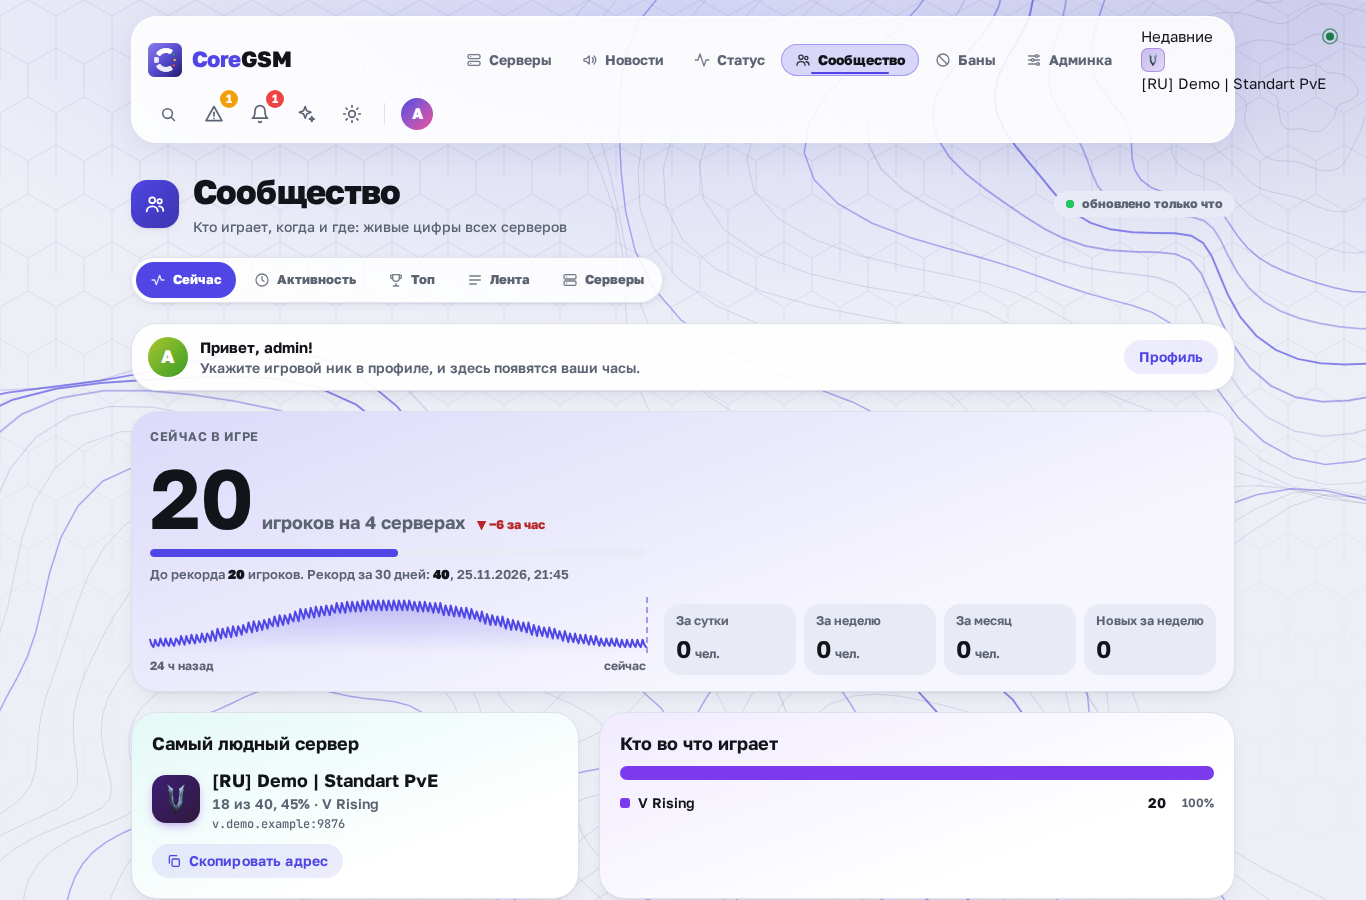 CoreGSM
Серверы
Новости
Статус
Сообщество
Баны
Админка
Недавние
[RU] Demo | Standart PvE
1
1
A
Сообщество
Кто играет, когда и где: живые цифры всех серверов
обновлено только что
Сейчас
Активность
Топ
Лента
Серверы
A
Привет, admin!
Укажите игровой ник в профиле, и здесь появятся ваши часы.
Профиль
СЕЙЧАС В ИГРЕ
20 игроков на 4 серверах ▼ −6 за час
До рекорда 20 игроков. Рекорд за 30 дней: 40, 25.11.2026, 21:45
24 ч назад
сейчас
За сутки
0 чел.
За неделю
0 чел.
За месяц
0 чел.
Новых за неделю
0
Самый людный сервер
[RU] Demo | Standart PvE
18 из 40, 45% · V Rising
v.demo.example:9876
Скопировать адрес
Кто во что играет
V Rising
20
100%